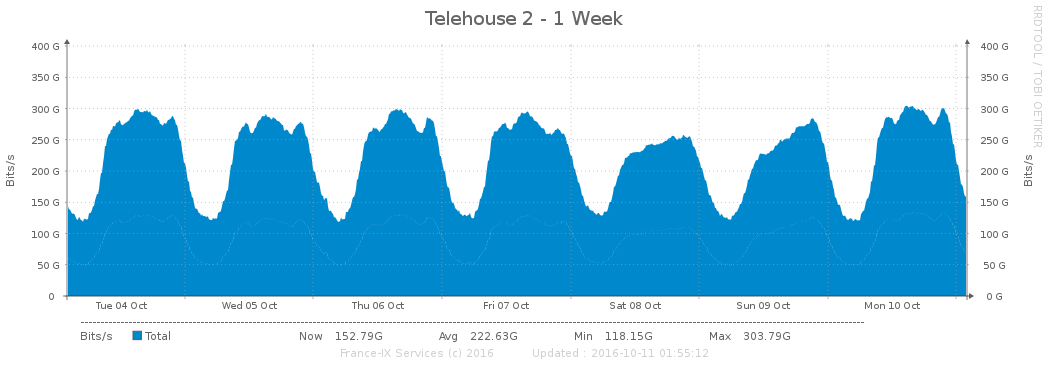 Telehouse 2 - 1 Week
RRDTOOL / TOBI OETIKER
400 G 400 G
350 G 350 G
300 G 300 G
250 G 250 G
200 G 200 G
150 G 150 G
100 G 100 G
50 G 50 G
0 0 G
Bits/s
Bits/s
Tue 04 Oct Wed 05 Oct Thu 06 Oct Fri 07 Oct Sat 08 Oct Sun 09 Oct Mon 10 Oct
Bits/s Total Now 152.79G Avg 222.63G Min 118.15G Max 303.79G
France-IX Services (c) 2016 Updated : 2016-10-11 01:55:12